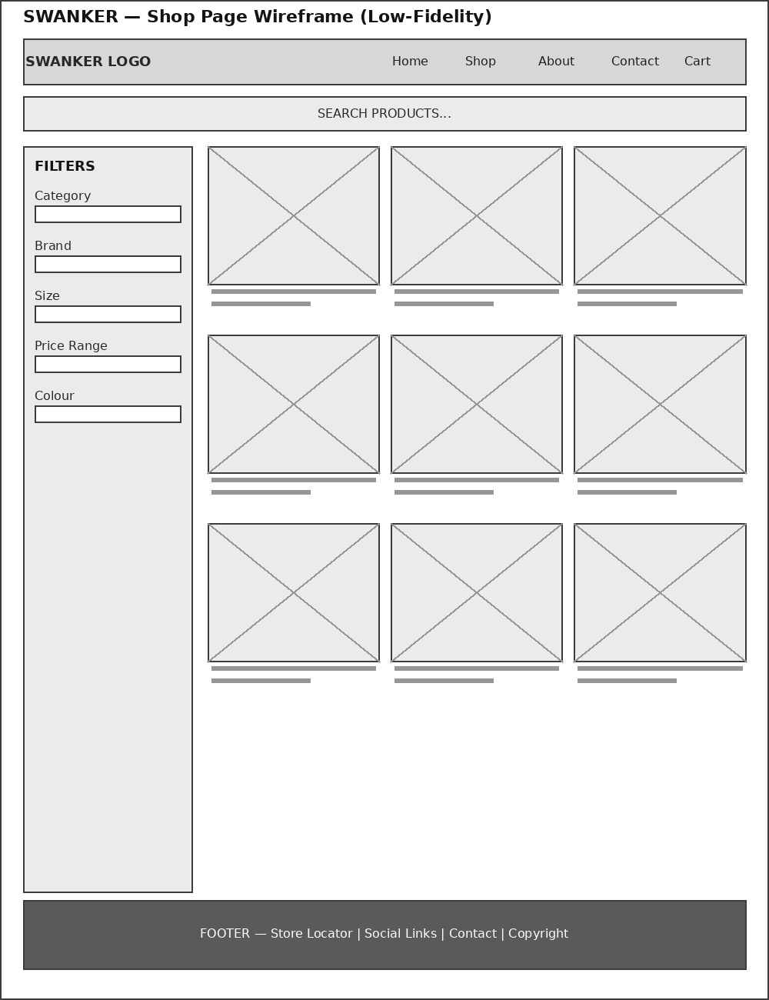 SWANKER — Shop Page Wireframe (Low-Fidelity)
SWANKER LOGO Home Shop About Contact Cart
SEARCH PRODUCTS...
FILTERS
Category
Brand
Size
Price Range
Colour
FOOTER — Store Locator | Social Links | Contact | Copyright